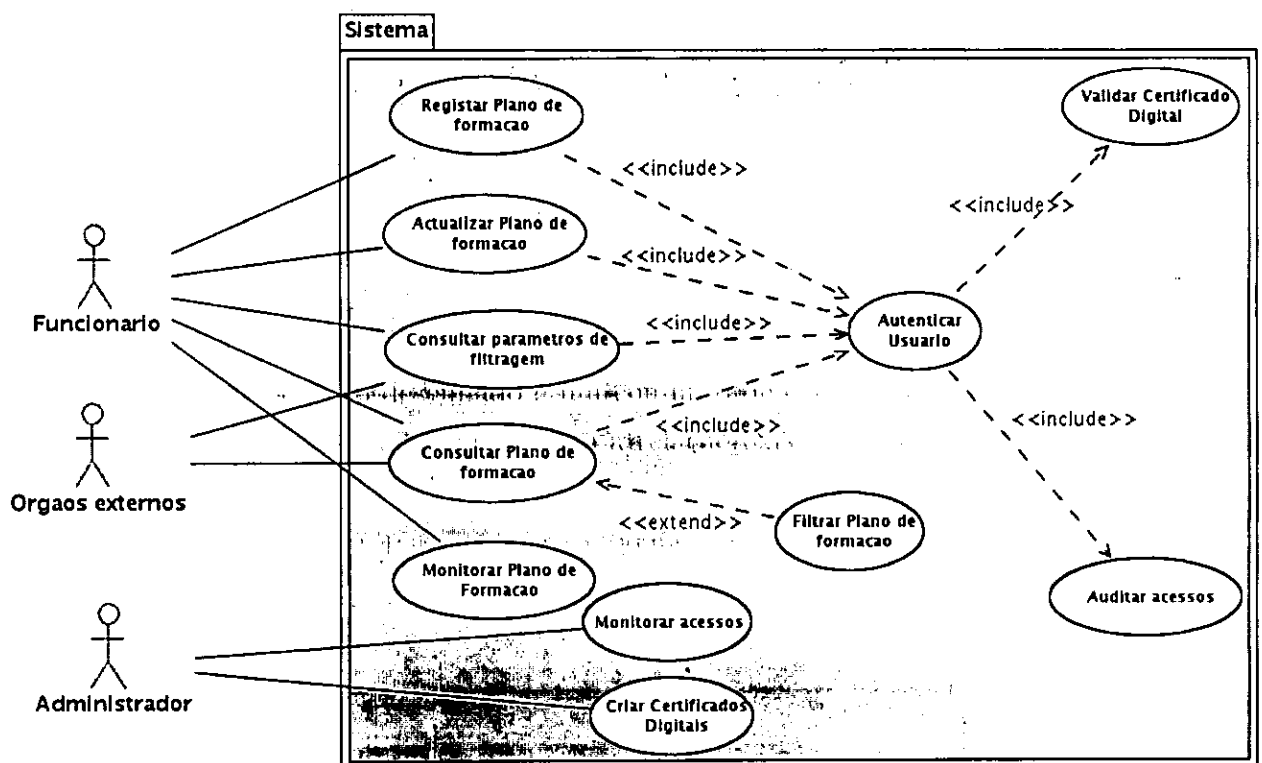 Sistema
Registar Plano de
formacao
Validar Certificado
Digital
<<include>>
<<include>>
Actualizar Plano de
formacao
<<include>>
Funcionario
Consultar parametros de
filtragem
<<include>>
Autenticar
Usuario
<<include>>
<<include>>
Consultar Plano de
formacao
Orgaos externos
<<extend>>
Filtrar Plano de
formacao
Monitorar Plano de
Formacao
Auditar acessos
Monitorar acessos
Administrador
Criar Certificados
Digitais